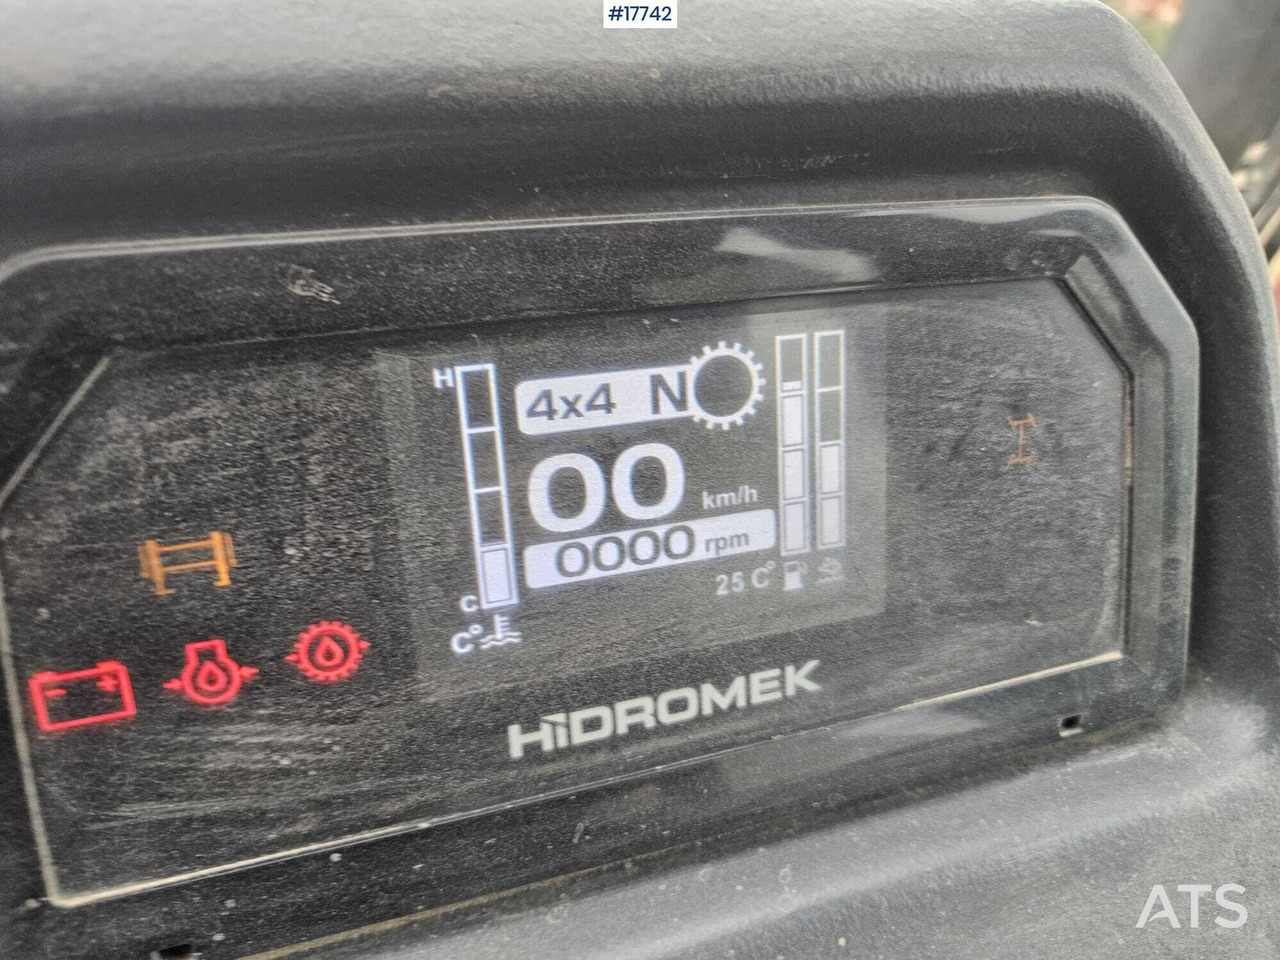 #17742
H
4x4 N
00 km/h
0000 rpm
C
25 C°
C°
HiDROMEK
ATS